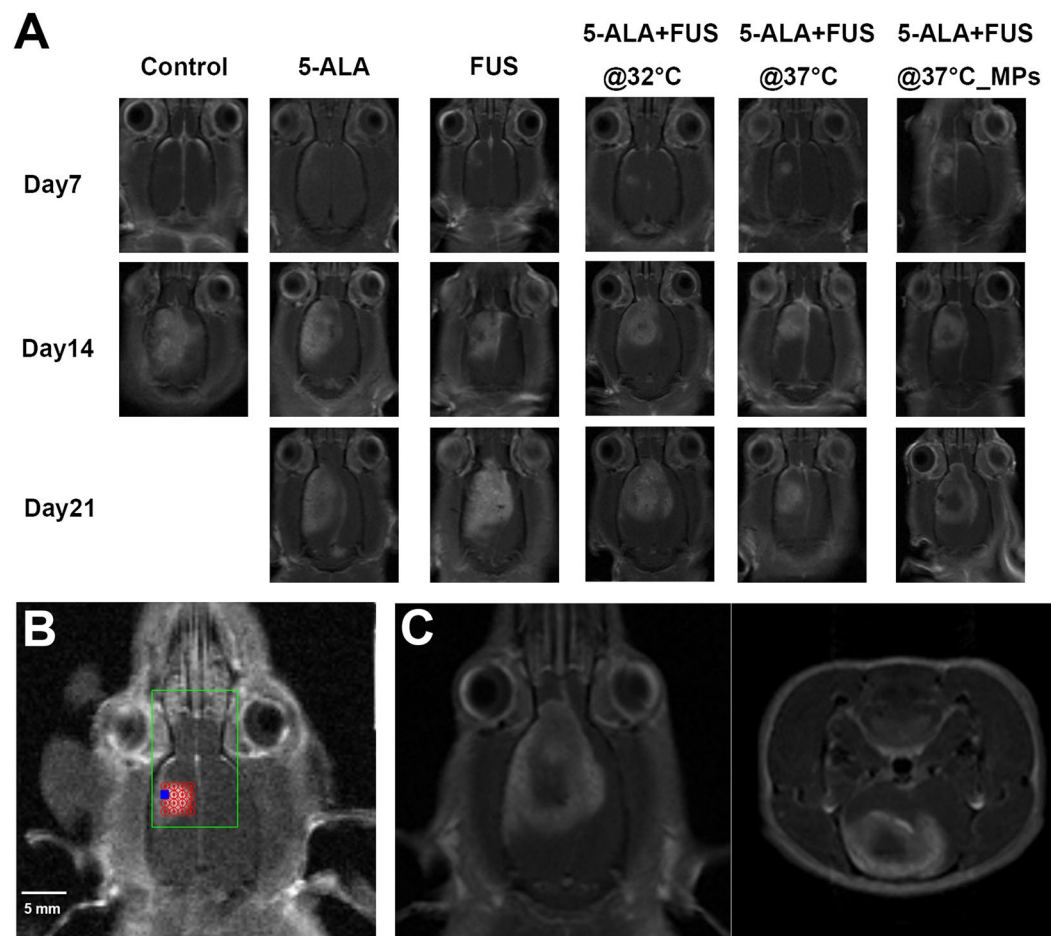 A
5-ALA+FUS 5-ALA+FUS 5-ALA+FUS
Control 5-ALA FUS @32°C @37°C @37°C_MPs
Day7
Day14
Day21
B
C
5 mm